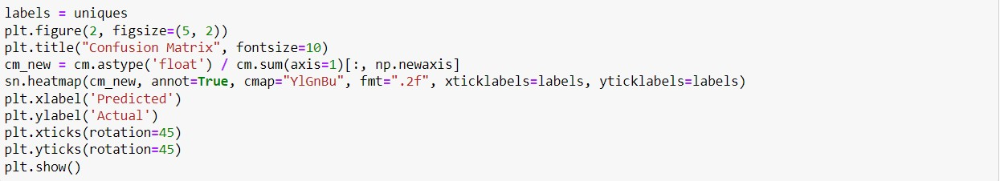 labels = uniques
plt.figure(2, figsize=(5, 2))
plt.title("Confusion Matrix", fontsize=10)
cm_new = cm.astype('float') / cm.sum(axis=1)[:, np.newaxis]
sn.heatmap(cm_new, annot=True, cmap="YlGnBu", fmt=".2f", xticklabels=labels, yticklabels=labels)
plt.xlabel('Predicted')
plt.ylabel('Actual')
plt.xticks(rotation=45)
plt.yticks(rotation=45)
plt.show()